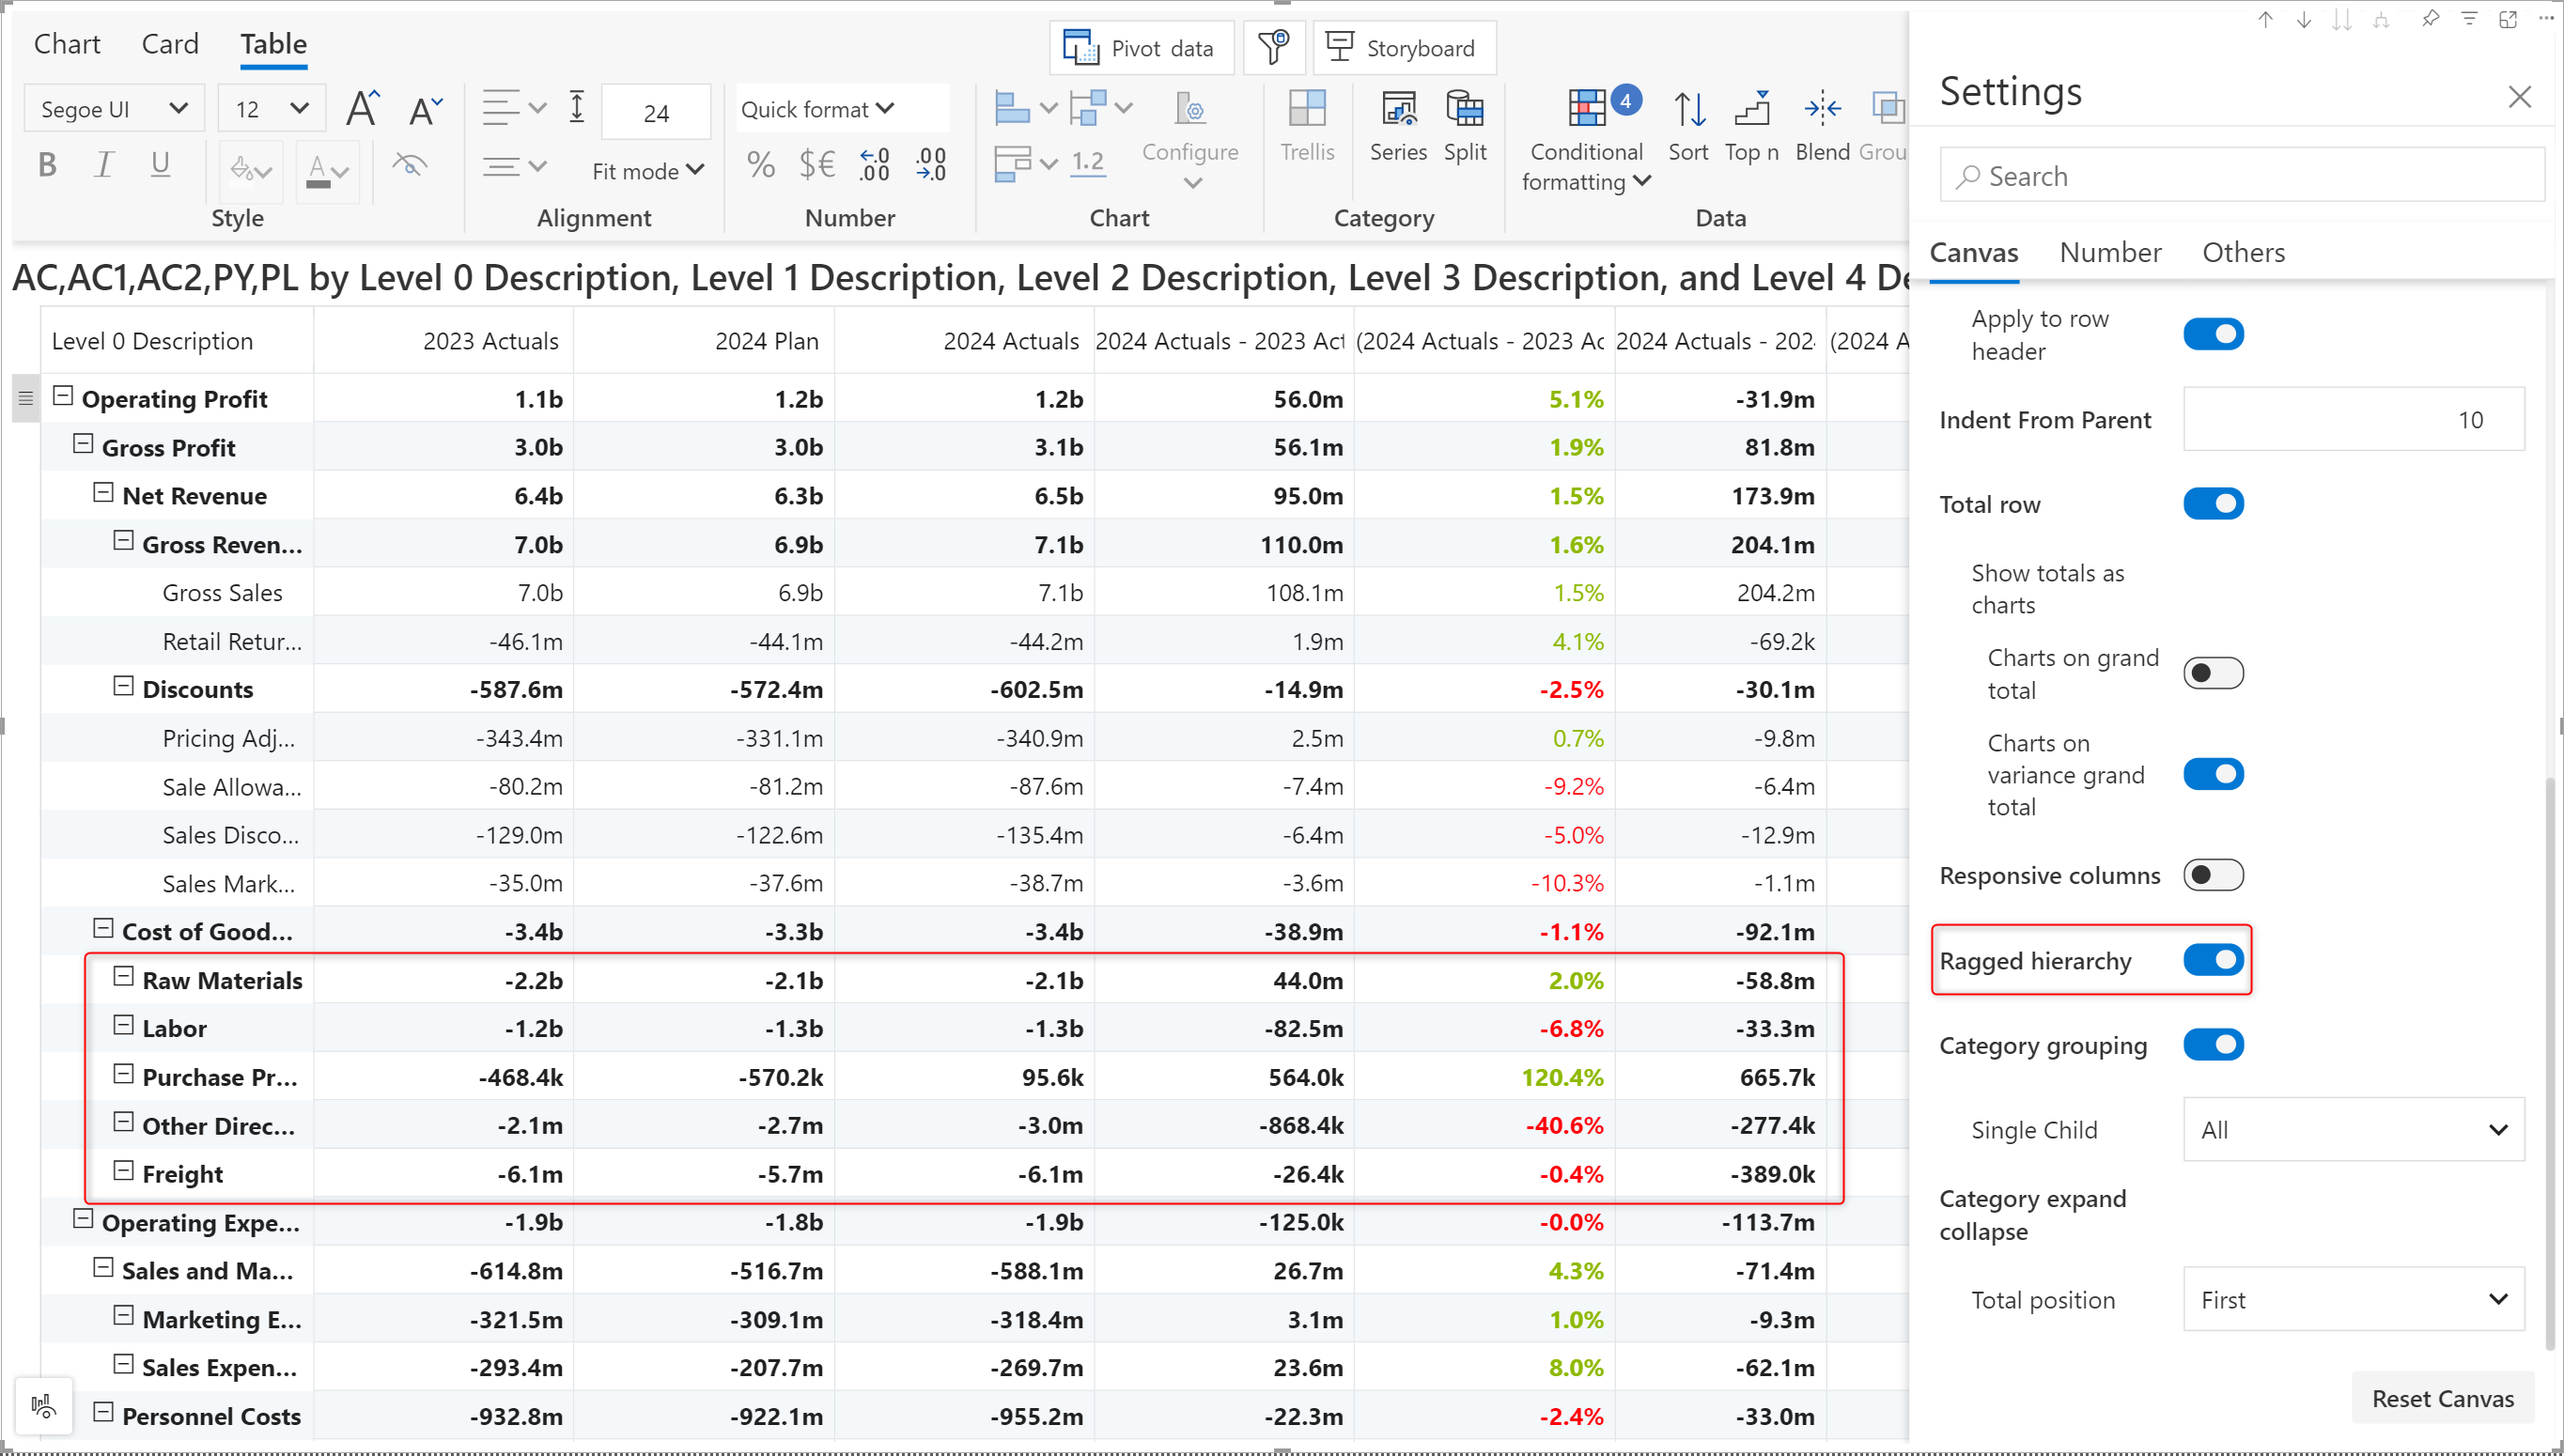 Chart Card Table
Pivot data Storyboard
Segoe UI 12 A A 24 Quick format
B I U A Fit mode % $€ ←.0 .00 .00 →.0 1.2 Configure
Trellis Series Split 4 Conditional formatting Sort Top n Blend Grou
Style Alignment Number Chart Category Data
AC,AC1,AC2,PY,PL by Level 0 Description, Level 1 Description, Level 2 Description, Level 3 Description, and Level 4 De
Level 0 Description 2023 Actuals 2024 Plan 2024 Actuals 2024 Actuals - 2023 Act (2024 Actuals - 2023 Ac 2024 Actuals - 202 (2024 A
Operating Profit 1.1b 1.2b 1.2b 56.0m 5.1% -31.9m
Gross Profit 3.0b 3.0b 3.1b 56.1m 1.9% 81.8m
Net Revenue 6.4b 6.3b 6.5b 95.0m 1.5% 173.9m
Gross Reven... 7.0b 6.9b 7.1b 110.0m 1.6% 204.1m
Gross Sales 7.0b 6.9b 7.1b 108.1m 1.5% 204.2m
Retail Retur... -46.1m -44.1m -44.2m 1.9m 4.1% -69.2k
Discounts -587.6m -572.4m -602.5m -14.9m -2.5% -30.1m
Pricing Adj... -343.4m -331.1m -340.9m 2.5m 0.7% -9.8m
Sale Allowa... -80.2m -81.2m -87.6m -7.4m -9.2% -6.4m
Sales Disco... -129.0m -122.6m -135.4m -6.4m -5.0% -12.9m
Sales Mark... -35.0m -37.6m -38.7m -3.6m -10.3% -1.1m
Cost of Good... -3.4b -3.3b -3.4b -38.9m -1.1% -92.1m
Raw Materials -2.2b -2.1b -2.1b 44.0m 2.0% -58.8m
Labor -1.2b -1.3b -1.3b -82.5m -6.8% -33.3m
Purchase Pr... -468.4k -570.2k 95.6k 564.0k 120.4% 665.7k
Other Direc... -2.1m -2.7m -3.0m -868.4k -40.6% -277.4k
Freight -6.1m -5.7m -6.1m -26.4k -0.4% -389.0k
Operating Expe... -1.9b -1.8b -1.9b -125.0k -0.0% -113.7m
Sales and Ma... -614.8m -516.7m -588.1m 26.7m 4.3% -71.4m
Marketing E... -321.5m -309.1m -318.4m 3.1m 1.0% -9.3m
Sales Expen... -293.4m -207.7m -269.7m 23.6m 8.0% -62.1m
Personnel Costs -932.8m -922.1m -955.2m -22.3m -2.4% -33.0m
Settings
Search
Canvas Number Others
Apply to row
header
Indent From Parent 10
Total row
Show totals as
charts
Charts on grand
total
Charts on
variance grand
total
Responsive columns
Ragged hierarchy
Category grouping
Single Child All
Category expand
collapse
Total position First
Reset Canvas